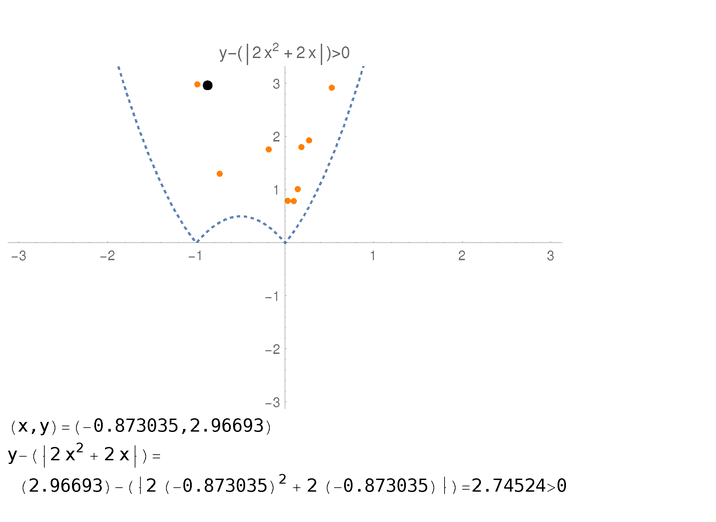 y−(|2x²+2x|)>0
3
2
1
−3 −2 −1 1 2 3
−1
−2
−3
(x,y)=(−0.873035,2.96693)
y−(|2x²+2x|)=
(2.96693)−(|2 (−0.873035)²+2 (−0.873035)|)=2.74524>0